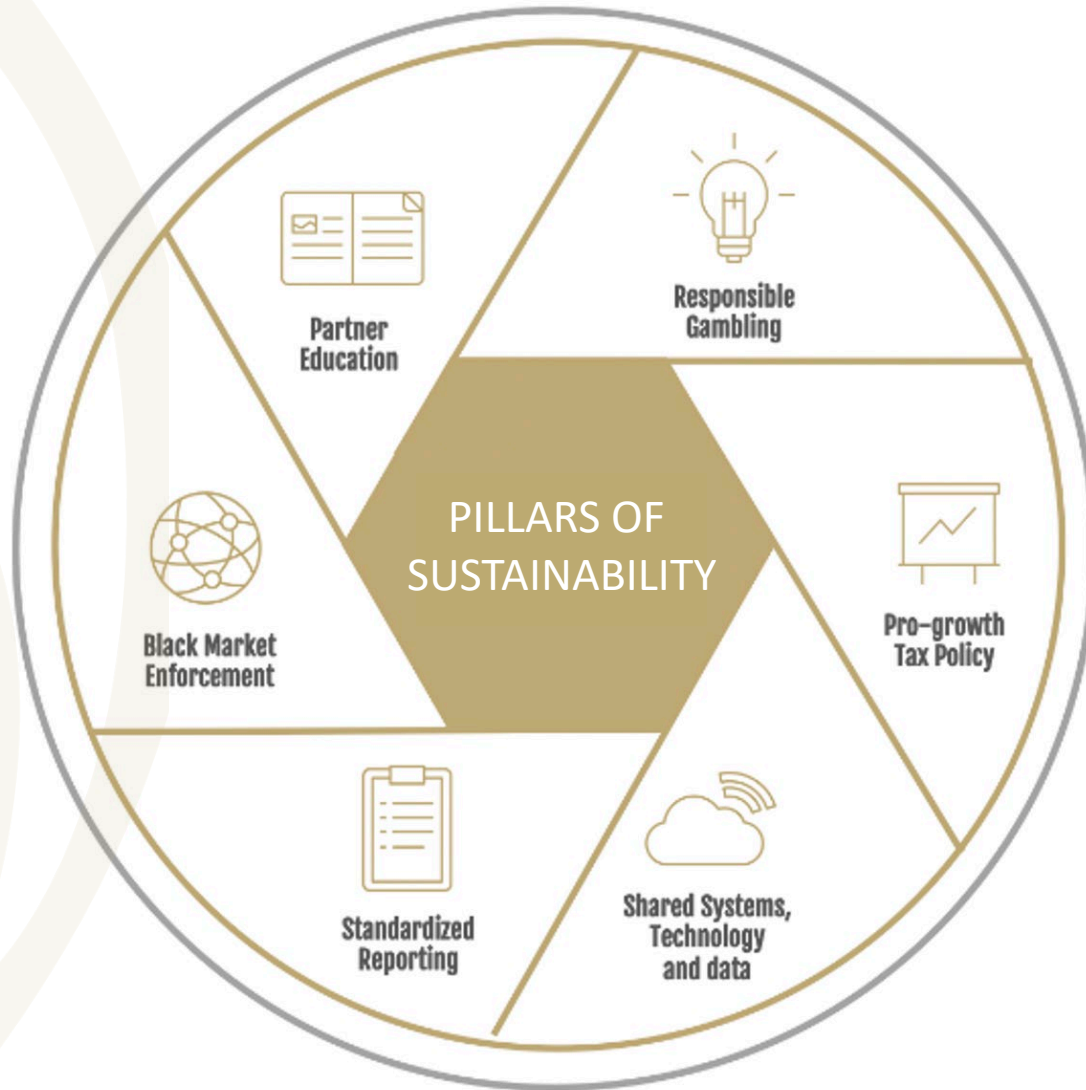 Partner
Education
Responsible
Gambling
PILLARS OF
SUSTAINABILITY
Pro-growth
Tax Policy
Black Market
Enforcement
Standardized
Reporting
Shared Systems,
Technology
and data